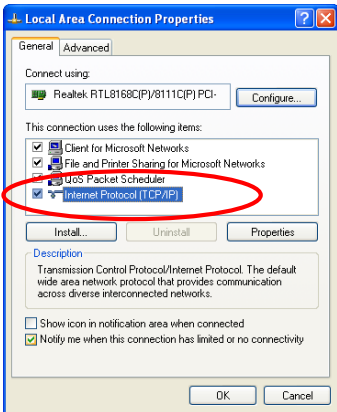 Local Area Connection Properties
General Advanced
Connect using:
Realtek RTL8168C(P)/8111C(P) PCI-
Configure...
This connection uses the following items:
Client for Microsoft Networks
File and Printer Sharing for Microsoft Networks
QoS Packet Scheduler
Internet Protocol (TCP/IP)
Install... Uninstall Properties
Description
Transmission Control Protocol/Internet Protocol. The default
wide area network protocol that provides communication
across diverse interconnected networks.
Show icon in notification area when connected
Notify me when this connection has limited or no connectivity
OK Cancel